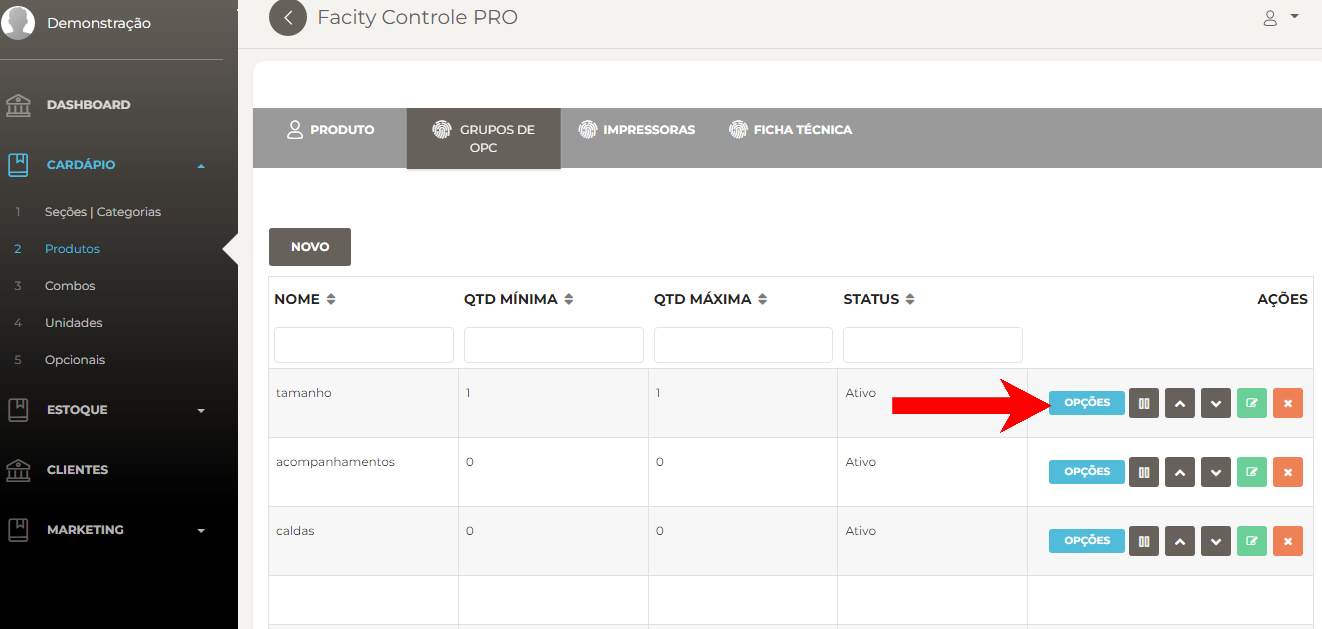 Demonstração
Facity Controle PRO
DASHBOARD
CARDÁPIO
1 Seções | Categorias
2 Produtos
3 Combos
4 Unidades
5 Opcionais
ESTOQUE
CLIENTES
MARKETING
PRODUTO
GRUPOS DE
OPC
IMPRESSORAS
FICHA TÉCNICA
NOVO
NOME QTD MÍNIMA QTD MÁXIMA STATUS AÇÕES
tamanho 1 1 Ativo OPÇÕES
acompanhamentos 0 0 Ativo OPÇÕES
caldas 0 0 Ativo OPÇÕES